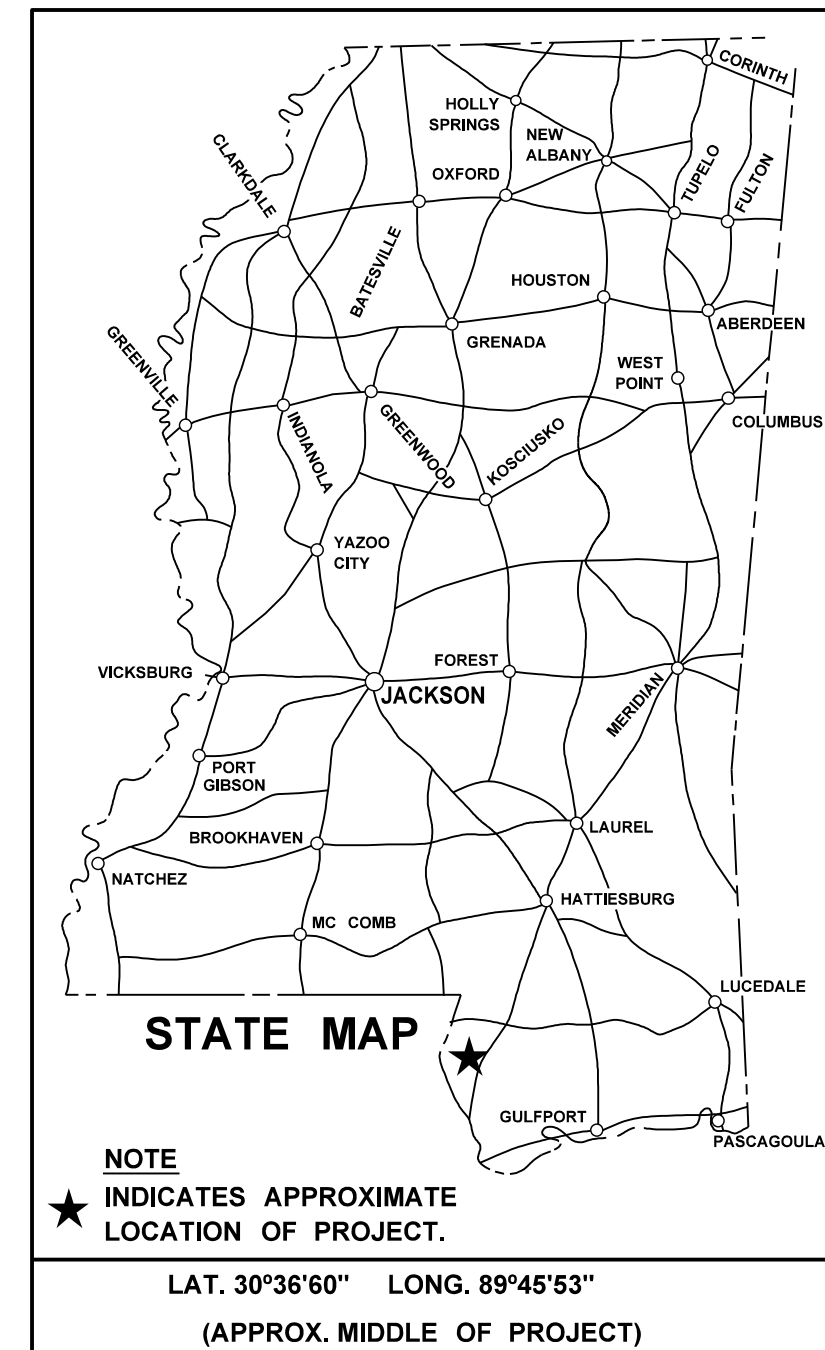 CORINTH
HOLLY
SPRINGS
NEW
ALBANY
CLARKDALE
OXFORD
TUPELO
FULTON
BATESVILLE
HOUSTON
ABERDEEN
GREENVILLE
GRENADA
WEST
POINT
COLUMBUS
INDIANOLA
GREENWOOD
KOSCIUSKO
YAZOO
CITY
VICKSBURG
FOREST
JACKSON
MERIDIAN
PORT
GIBSON
BROOKHAVEN
LAUREL
NATCHEZ
HATTIESBURG
MC COMB
LUCEDALE
STATE MAP
GULFPORT
PASCAGOULA
NOTE
INDICATES APPROXIMATE
LOCATION OF PROJECT.
LAT. 30º36'60" LONG. 89º45'53"
(APPROX. MIDDLE OF PROJECT)